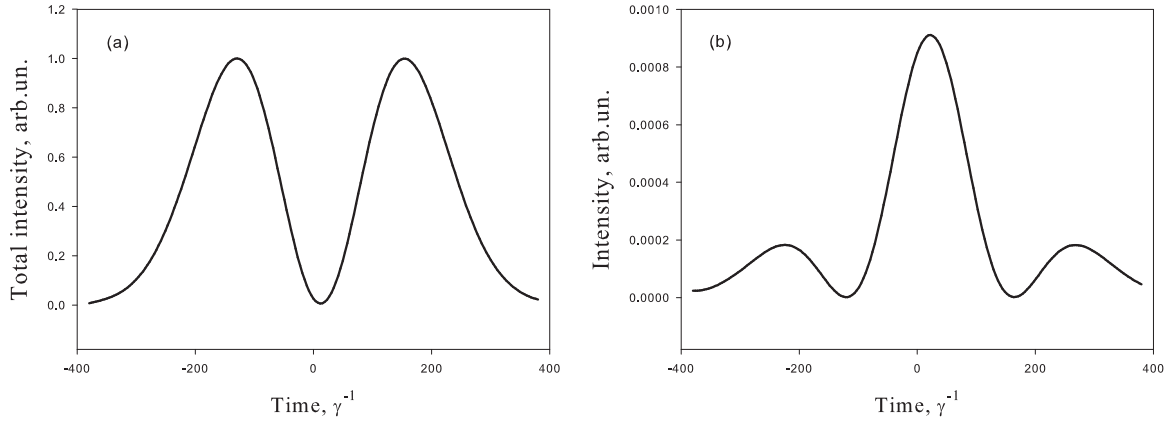 (a)
Total intensity, arb.un.
1.2
1.0
0.8
0.6
0.4
0.2
0.0
-400 -200 0 200 400
Time, γ⁻¹
(b)
Intensity, arb.un.
0.0010
0.0008
0.0006
0.0004
0.0002
0.0000
-400 -200 0 200 400
Time, γ⁻¹